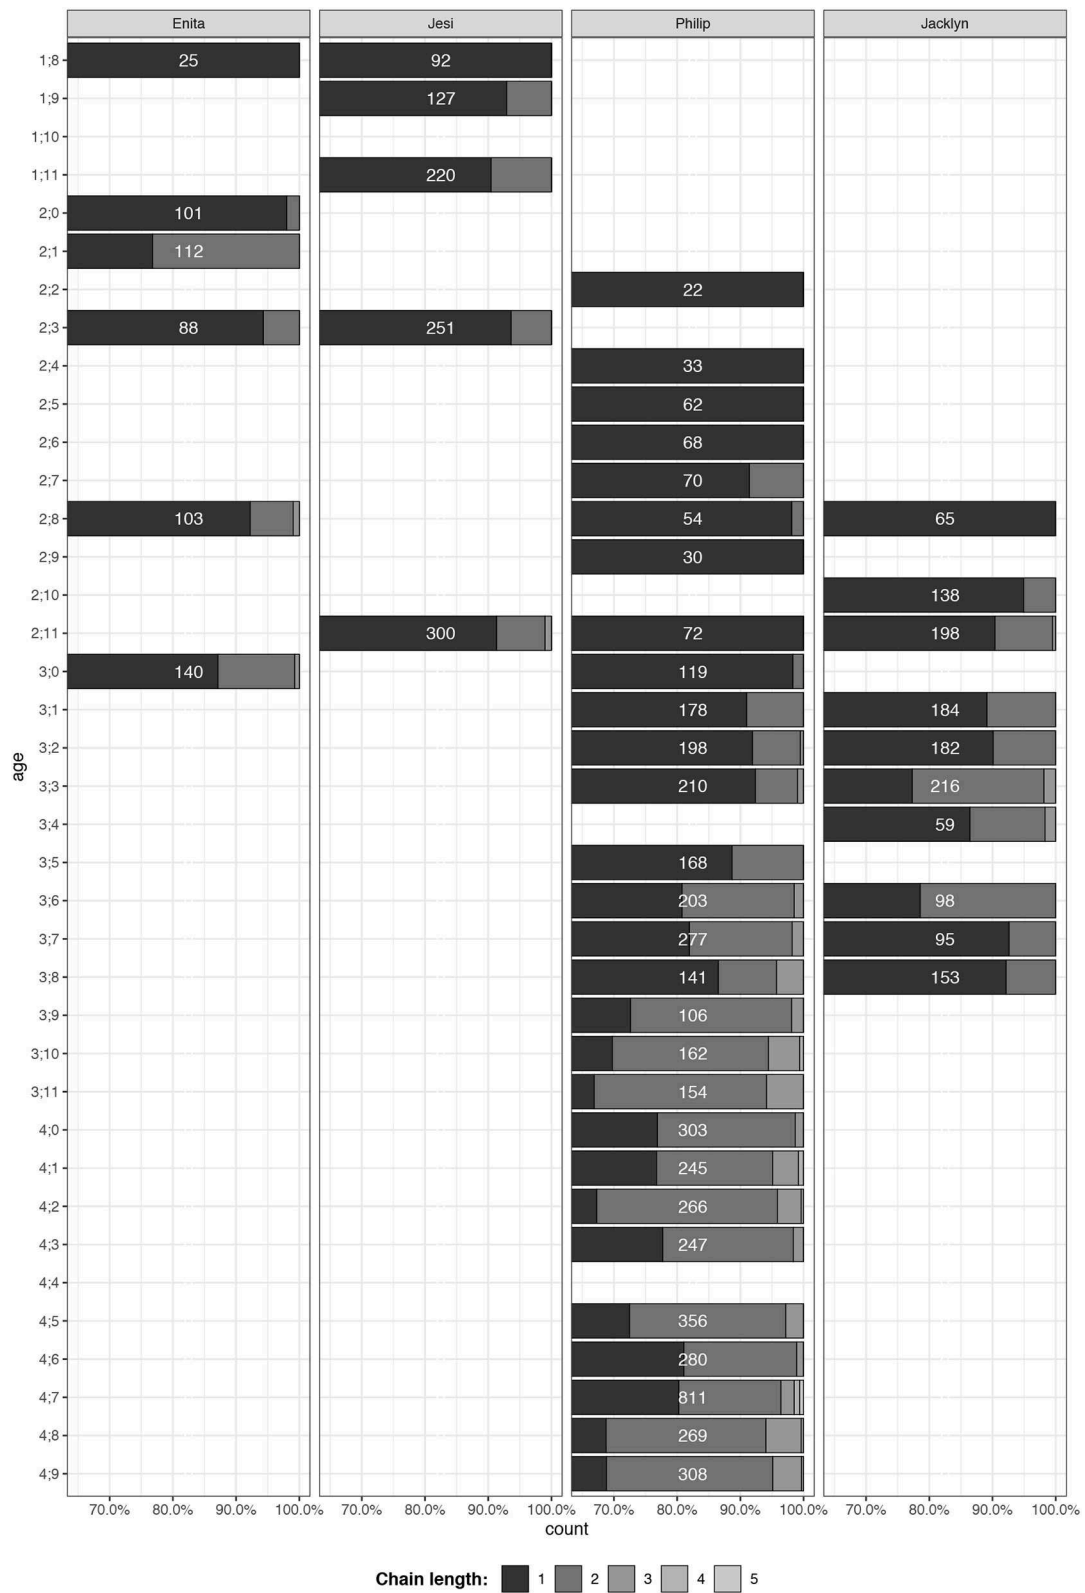 Enita Jesi Philip Jacklyn
1;8 25 92
1;9 127
1;10
1;11 220
2;0 101
2;1 112
2;2 22
2;3 88 251
2;4 33
2;5 62
2;6 68
2;7 70
2;8 103 54 65
2;9 30
2;10 138
2;11 300 72 198
3;0 140 119
3;1 178 184
3;2 198 182
3;3 210 216
3;4 59
3;5 168
3;6 203 98
3;7 277 95
3;8 141 153
3;9 106
3;10 162
3;11 154
4;0 303
4;1 245
4;2 266
4;3 247
4;4
4;5 356
4;6 280
4;7 811
4;8 269
4;9 308
age
70.0% 80.0% 90.0% 100.0% 70.0% 80.0% 90.0% 100.0% 70.0% 80.0% 90.0% 100.0% 70.0% 80.0% 90.0% 100.0%
count
Chain length: 1 2 3 4 5